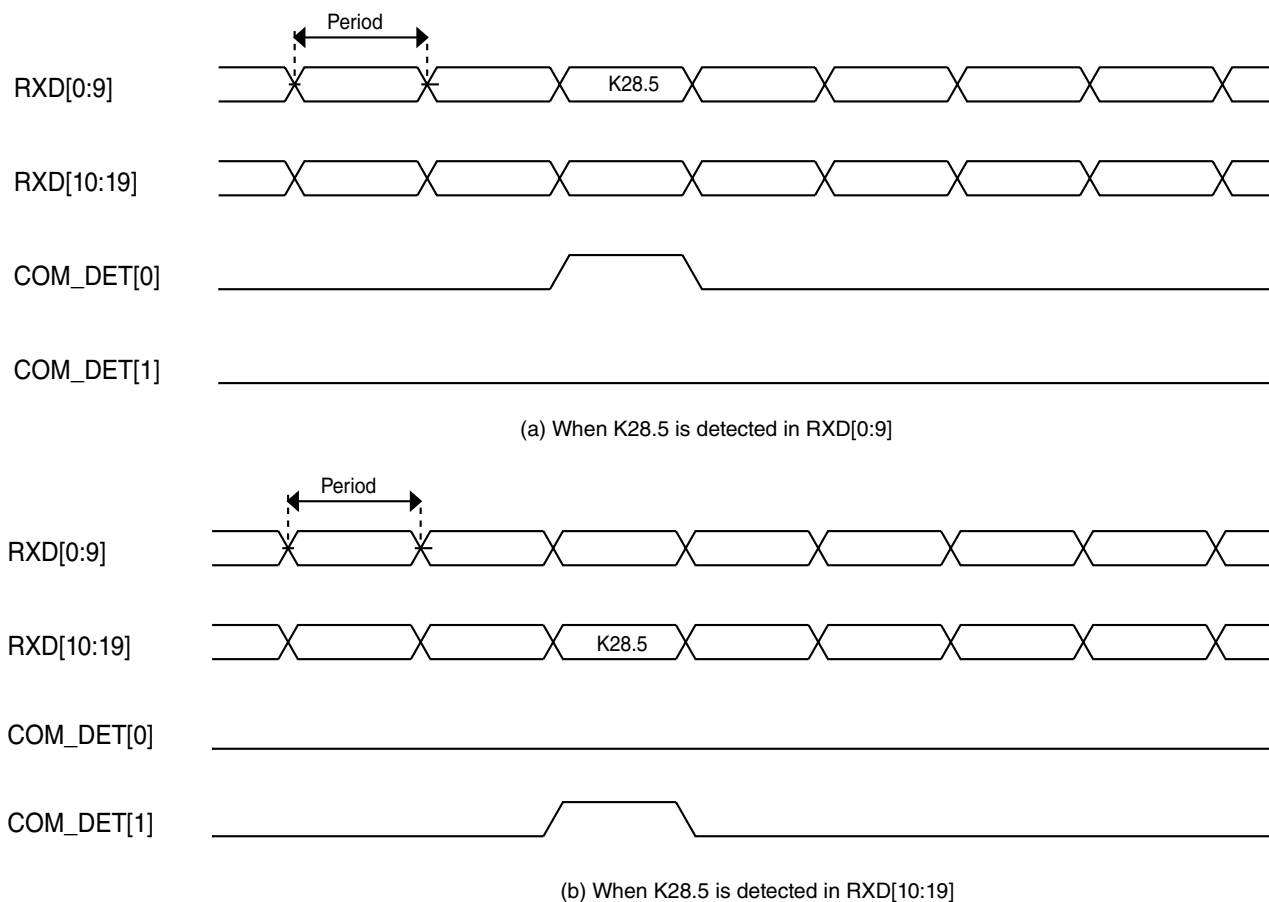 Period
RXD[0:9]
K28.5
RXD[10:19]
COM_DET[0]
COM_DET[1]
(a) When K28.5 is detected in RXD[0:9]
Period
RXD[0:9]
RXD[10:19]
K28.5
COM_DET[0]
COM_DET[1]
(b) When K28.5 is detected in RXD[10:19]